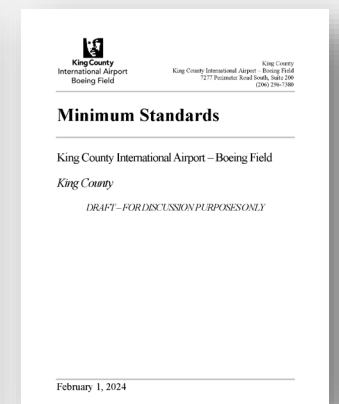 King County
International Airport
Boeing Field
King County
King County International Airport – Boeing Field
7277 Perimeter Road South, Suite 200
(206) 296-7380
Minimum Standards
King County International Airport – Boeing Field
King County
DRAFT – FOR DISCUSSION PURPOSES ONLY
February 1, 2024